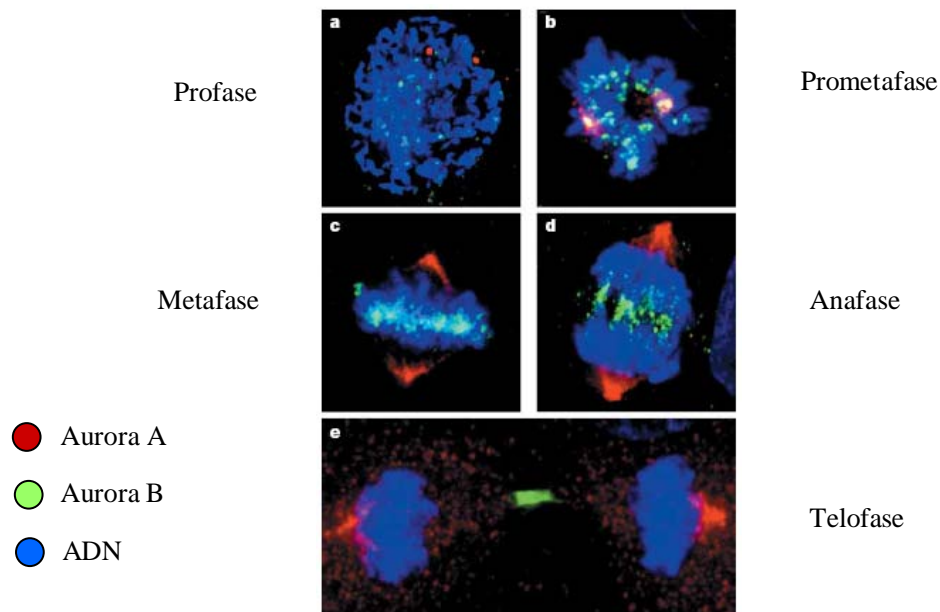 a
b
Profase
Prometafase
c
d
Metafase
Anafase
e
Aurora A
Aurora B
Telofase
ADN